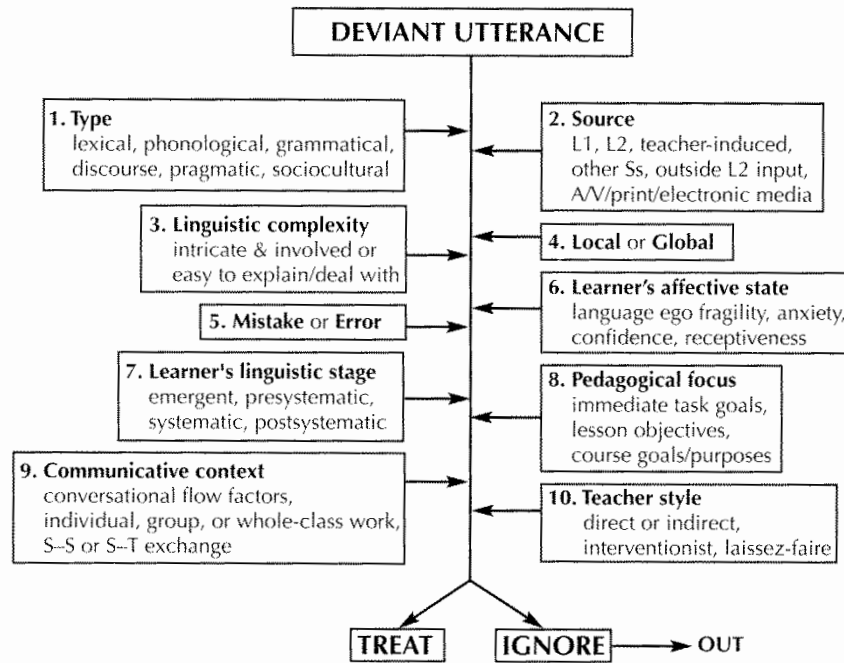 DEVIANT UTTERANCE
1. Type
lexical, phonological, grammatical,
discourse, pragmatic, sociocultural
2. Source
L1, L2, teacher-induced,
other Ss, outside L2 input,
A/V/print/electronic media
3. Linguistic complexity
intricate & involved or
easy to explain/deal with
4. Local or Global
5. Mistake or Error
6. Learner's affective state
language ego fragility, anxiety,
confidence, receptiveness
7. Learner's linguistic stage
emergent, presystematic,
systematic, postsystematic
8. Pedagogical focus
immediate task goals,
lesson objectives,
course goals/purposes
9. Communicative context
conversational flow factors,
individual, group, or whole-class work,
S–S or S–T exchange
10. Teacher style
direct or indirect,
interventionist, laissez-faire
TREAT
IGNORE
OUT